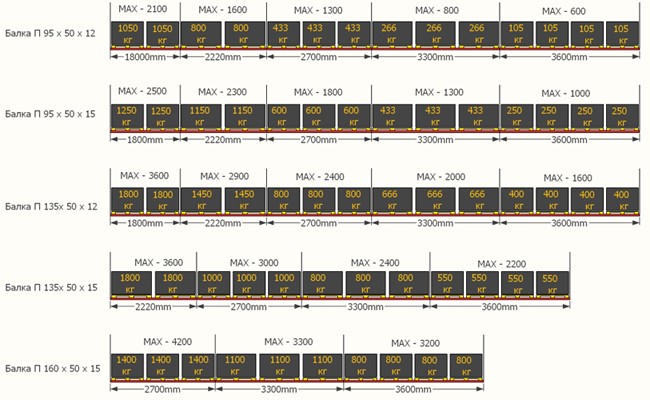 MAX - 2100 MAX - 1600 MAX - 1300 MAX - 800 MAX - 600
Балка П 95 х 50 х 12 1050 кг 1050 кг 800 кг 800 кг 433 кг 433 кг 433 кг 266 кг 266 кг 266 кг 105 кг 105 кг 105 кг 105 кг
18000mm 2220mm 2700mm 3300mm 3600mm
MAX - 2500 MAX - 2300 MAX - 1800 MAX - 1300 MAX - 1000
Балка П 95 х 50 х 15 1250 кг 1250 кг 1150 кг 1150 кг 600 кг 600 кг 600 кг 433 кг 433 кг 433 кг 250 кг 250 кг 250 кг 250 кг
1800mm 2220mm 2700mm 3300mm 3600mm
MAX - 3600 MAX - 2900 MAX - 2400 MAX - 2000 MAX - 1600
Балка П 135х 50 х 12 1800 кг 1800 кг 1450 кг 1450 кг 800 кг 800 кг 800 кг 666 кг 666 кг 666 кг 400 кг 400 кг 400 кг 400 кг
1800mm 2220mm 2700mm 3300mm 3600mm
MAX - 3600 MAX - 3000 MAX - 2400 MAX - 2200
Балка П 135х 50 х 15 1800 кг 1800 кг 1000 кг 1000 кг 1000 кг 800 кг 800 кг 800 кг 550 кг 550 кг 550 кг 550 кг
2220mm 2700mm 3300mm 3600mm
MAX - 4200 MAX - 3300 MAX - 3200
Балка П 160 х 50 х 15 1400 кг 1400 кг 1400 кг 1100 кг 1100 кг 1100 кг 800 кг 800 кг 800 кг 800 кг
2700mm 3300mm 3600mm